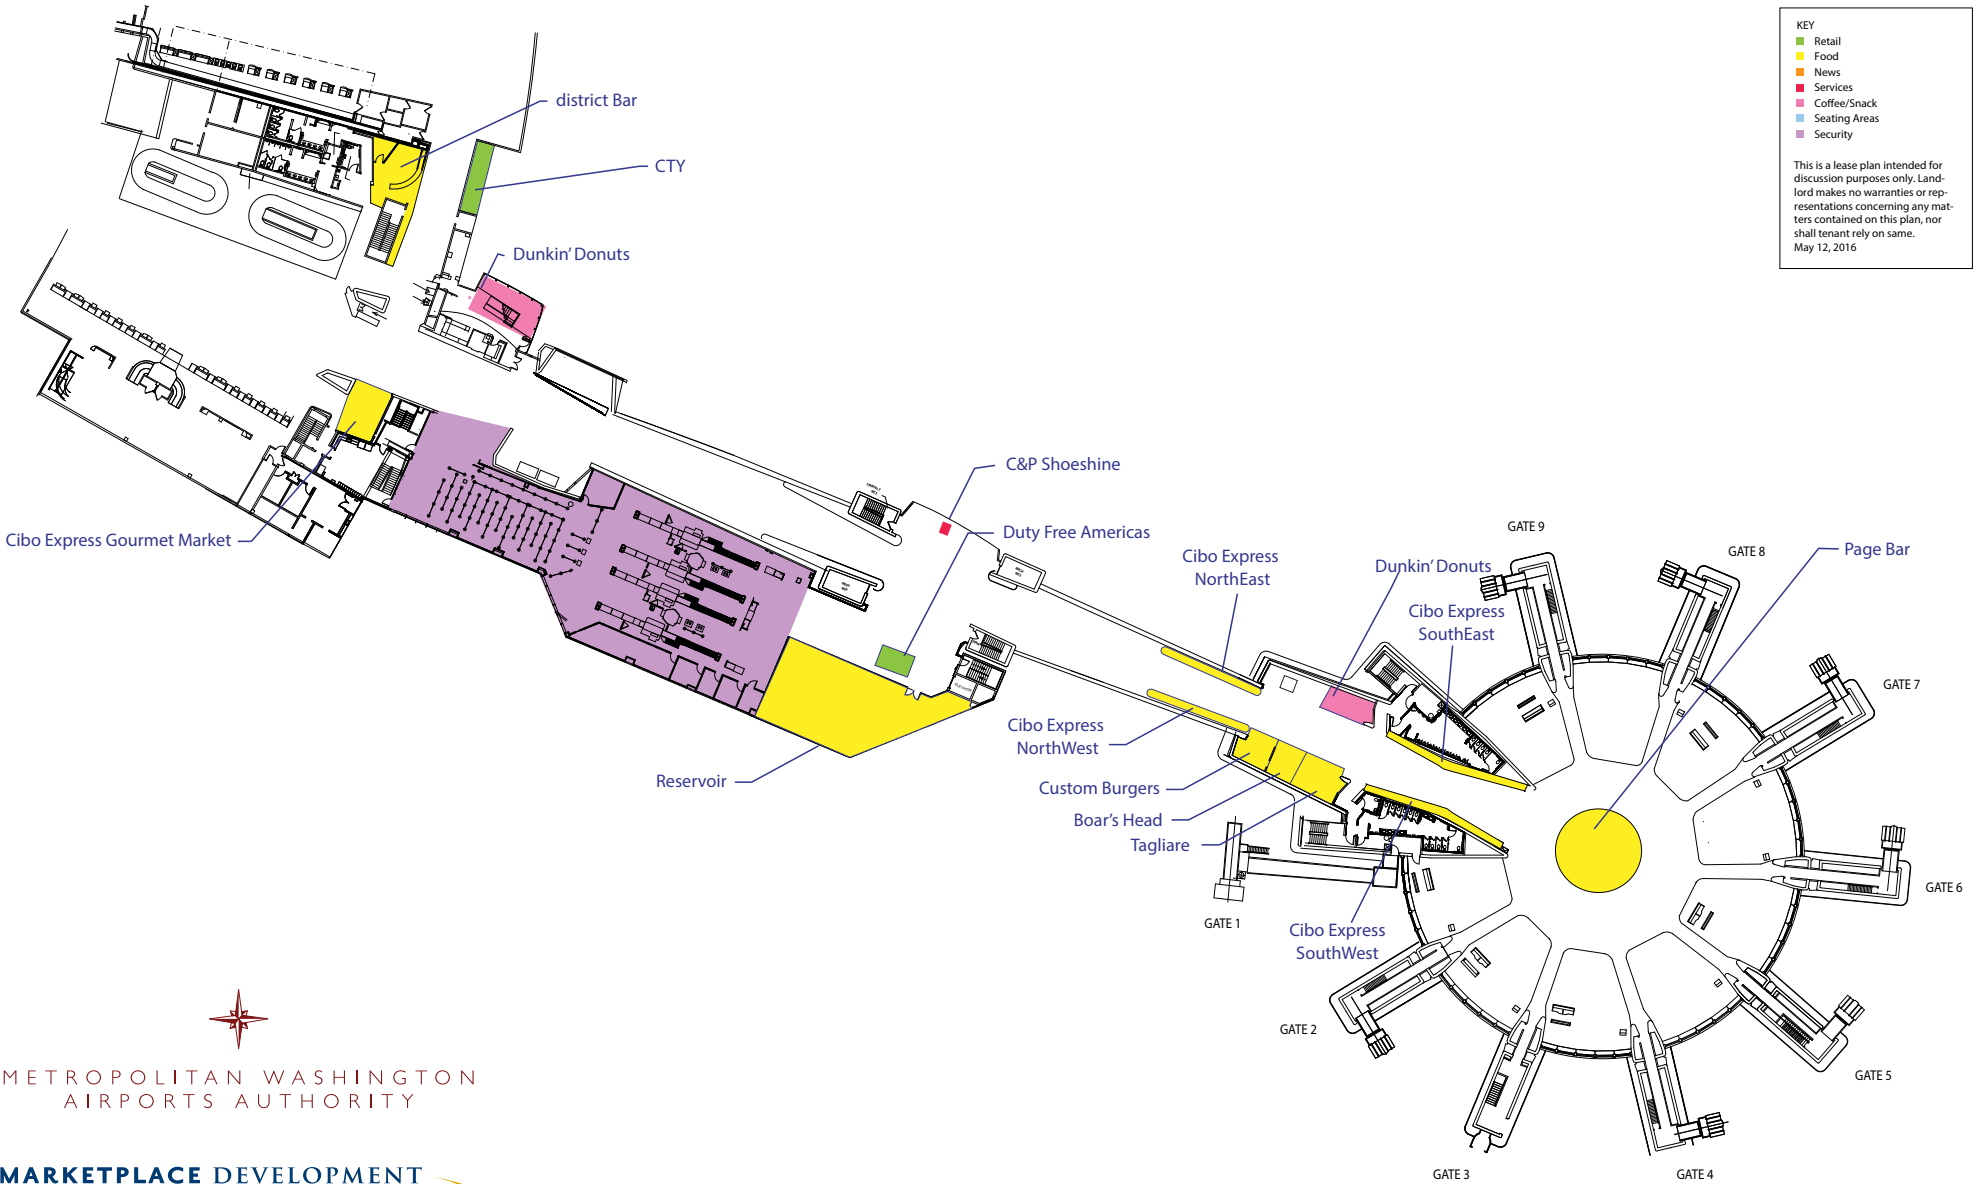 KEY
Retail
Food
News
Services
Coffee/Snack
Seating Areas
Security
This is a lease plan intended for
discussion purposes only. Land-
lord makes no warranties or rep-
resentations concerning any mat-
ters contained on this plan, nor
shall tenant rely on same.
May 12, 2016
district Bar
CTY
Dunkin' Donuts
Cibo Express Gourmet Market
C&P Shoeshine
Duty Free Americas
Reservoir
Cibo Express
NorthEast
Cibo Express
NorthWest
Custom Burgers
Boar's Head
Tagliare
Dunkin' Donuts
Cibo Express
SouthEast
Cibo Express
SouthWest
Page Bar
GATE 9
GATE 8
GATE 7
GATE 6
GATE 5
GATE 4
GATE 3
GATE 2
GATE 1
METROPOLITAN WASHINGTON
AIRPORTS AUTHORITY
MARKETPLACE DEVELOPMENT